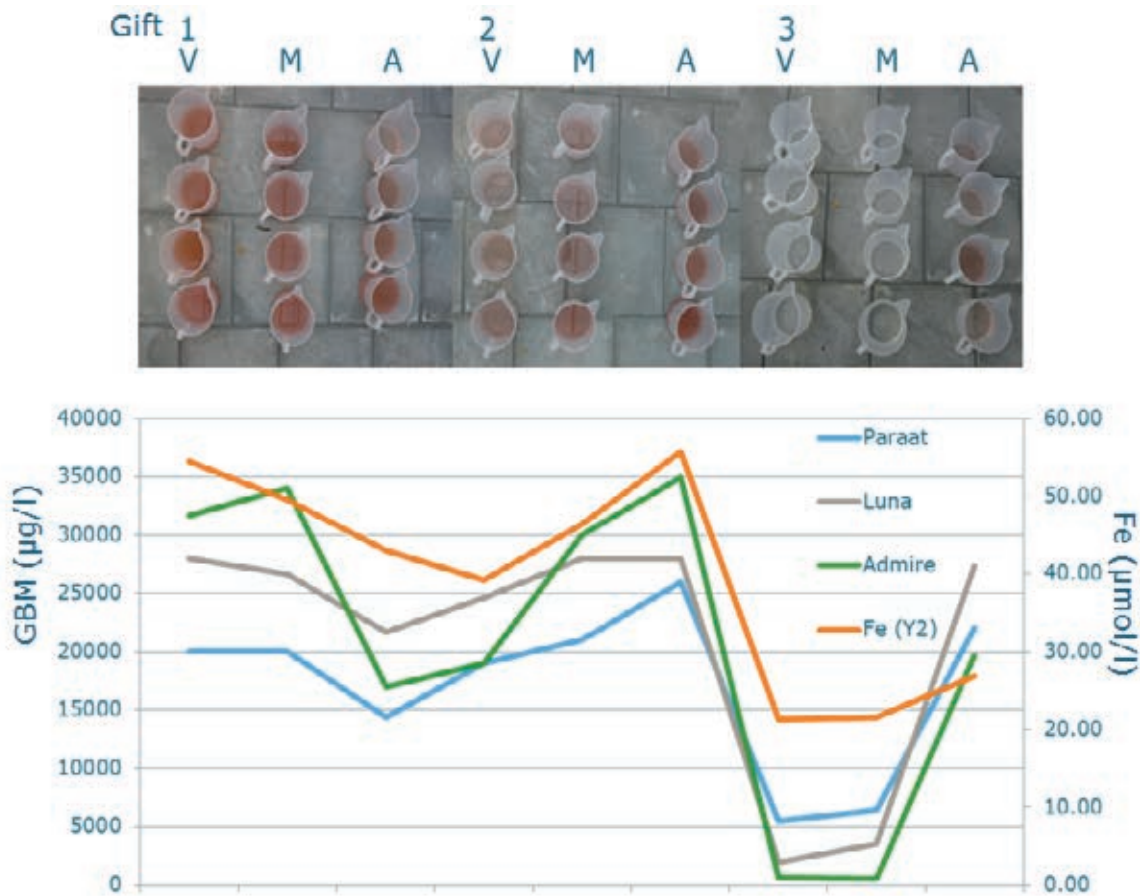 Gift 1 2 3
V M A V M A V M A
40000 60.00
35000 50.00
30000 40.00
25000 30.00
20000 20.00
15000 10.00
10000 0.00
5000
0
GBM (µg/l)
Fe (µmol/l)
Paraat
Luna
Admire
Fe (Y2)